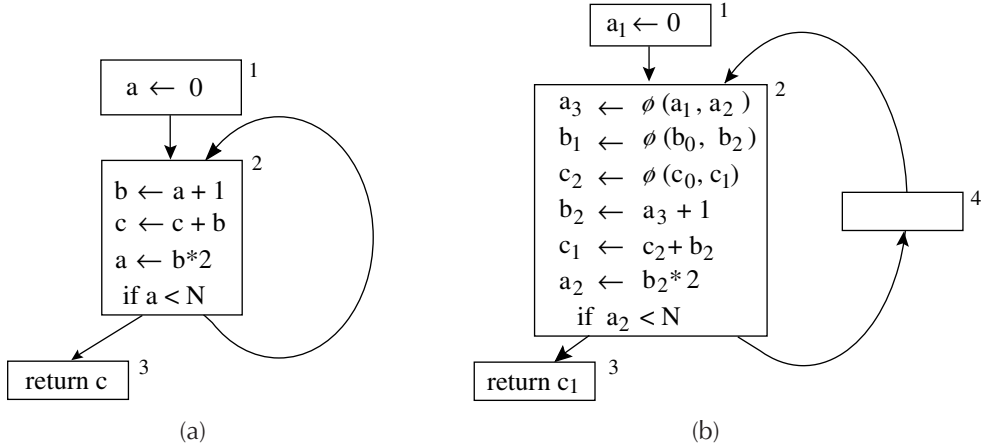 1
a ← 0
2
b ← a + 1
c ← c + b
a ← b*2
if a < N
3
return c
(a)
1
a₁ ← 0
2
a₃ ← ϕ (a₁, a₂)
b₁ ← ϕ (b₀, b₂)
c₂ ← ϕ (c₀, c₁)
b₂ ← a₃ + 1
c₁ ← c₂ + b₂
a₂ ← b₂ * 2
if a₂ < N
4
3
return c₁
(b)